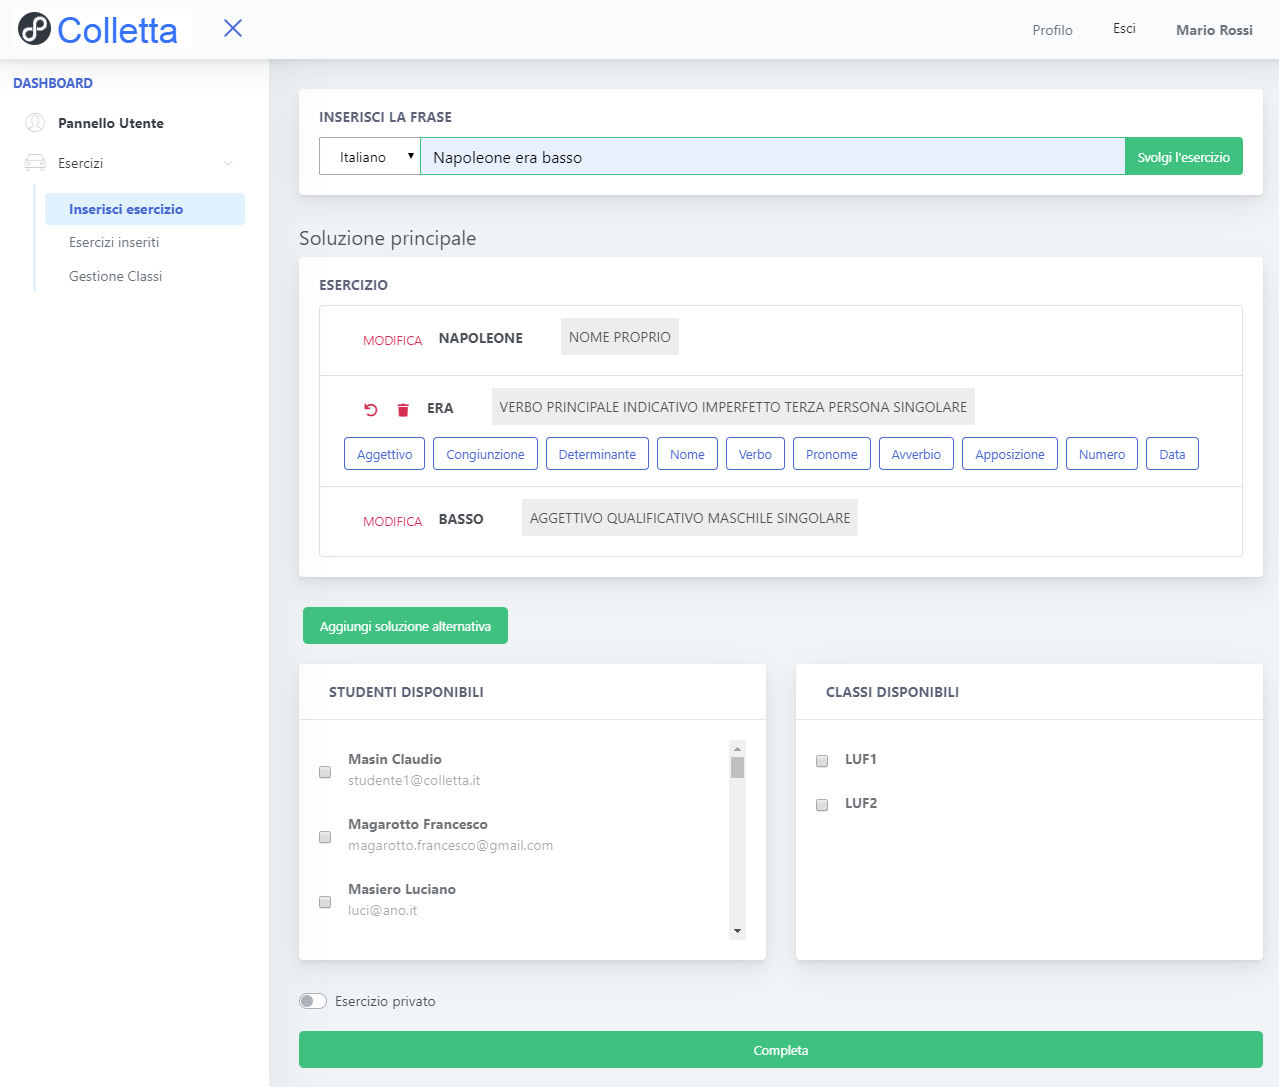 Colletta
Profilo Esci Mario Rossi
DASHBOARD
Pannello Utente
Esercizi
Inserisci esercizio
Esercizi inseriti
Gestione Classi
INSERISCI LA FRASE
Italiano Napoleone era basso Svolgi l'esercizio
Soluzione principale
ESERCIZIO
MODIFICA NAPOLEONE NOME PROPRIO
ERA VERBO PRINCIPALE INDICATIVO IMPERFETTO TERZA PERSONA SINGOLARE
Aggettivo Congiunzione Determinante Nome Verbo Pronome Avverbio Apposizione Numero Data
MODIFICA BASSO AGGETTIVO QUALIFICATIVO MASCHILE SINGOLARE
Aggiungi soluzione alternativa
STUDENTI DISPONIBILI
Masin Claudio
studente1@colletta.it
Magarotto Francesco
magarotto.francesco@gmail.com
Masiero Luciano
luci@ano.it
CLASSI DISPONIBILI
LUF1
LUF2
Esercizio privato
Completa